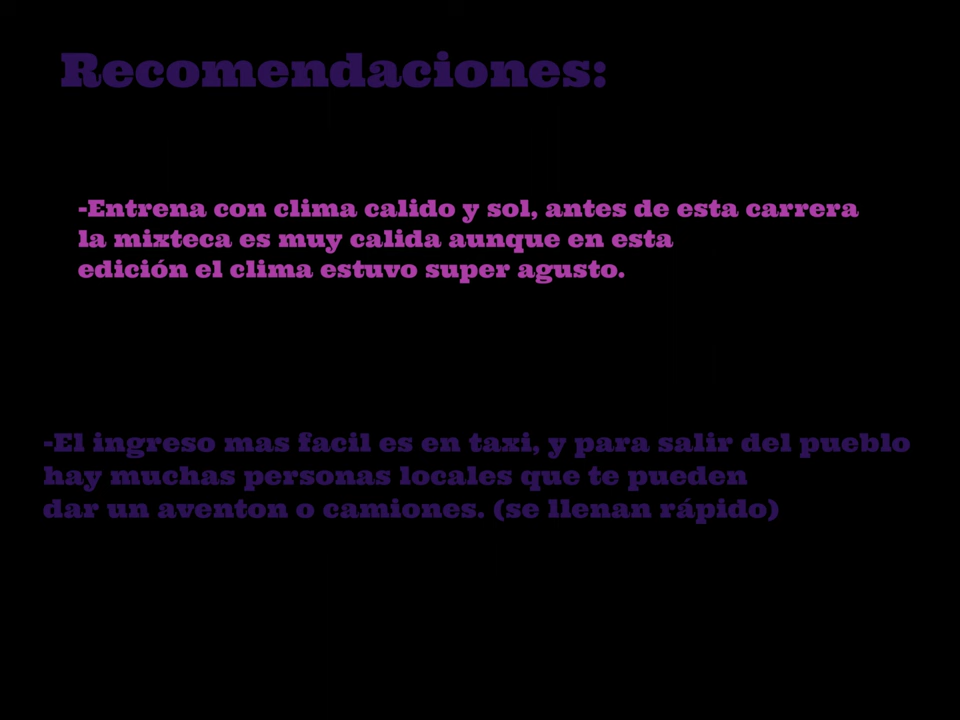 Recomendaciones:
-Entrena con clima calido y sol, antes de esta carrera
la mixteca es muy calida aunque en esta
edición el clima estuvo super agusto.
-El ingreso mas facil es en taxi, y para salir del pueblo
hay muchas personas locales que te pueden
dar un aventon o camiones. (se llenan rápido)